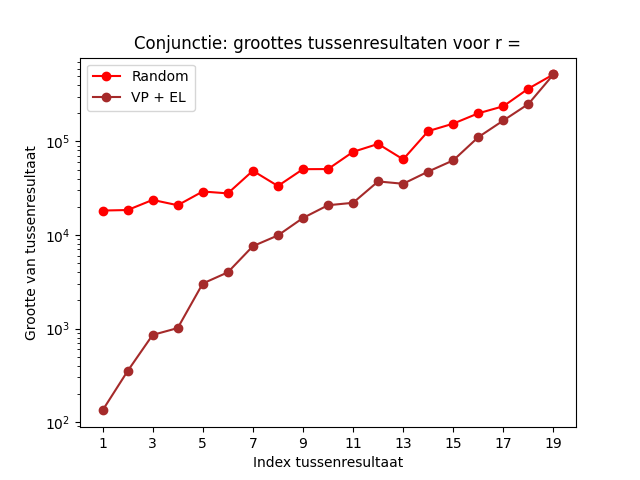 Conjunctie: groottes tussenresultaten voor r =
Random
VP + EL
Grootte van tussenresultaat
10^5
10^4
10^3
10^2
1 3 5 7 9 11 13 15 17 19
Index tussenresultaat